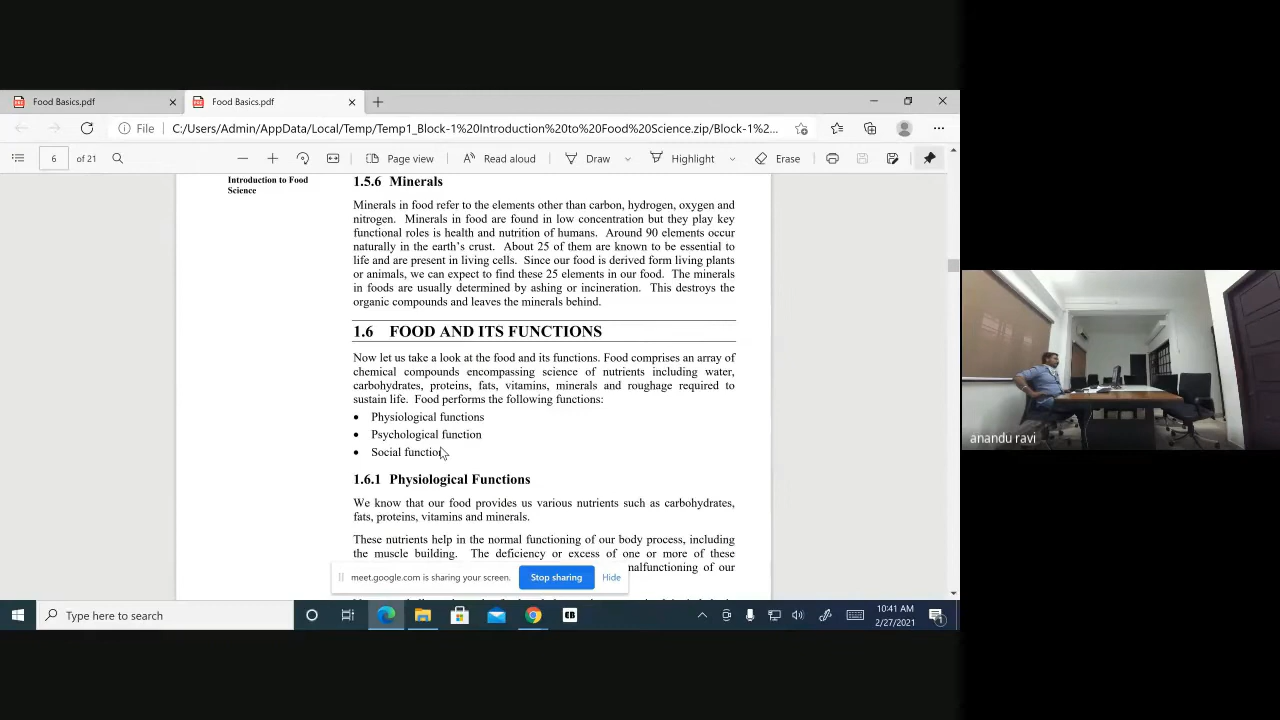 Food Basics.pdf
Food Basics.pdf
File
C:/Users/Admin/AppData/Local/Temp/Temp1_Block-1%20Introduction%20to%20Food%20Science.zip/Block-1%2...
6 of 21
Page view
Read aloud
Draw
Highlight
Erase
Introduction to Food
Science
1.5.6 Minerals
Minerals in food refer to the elements other than carbon, hydrogen, oxygen and
nitrogen. Minerals in food are found in low concentration but they play key
functional roles is health and nutrition of humans. Around 90 elements occur
naturally in the earth's crust. About 25 of them are known to be essential to
life and are present in living cells. Since our food is derived form living plants
or animals, we can expect to find these 25 elements in our food. The minerals
in foods are usually determined by ashing or incineration. This destroys the
organic compounds and leaves the minerals behind.
1.6 FOOD AND ITS FUNCTIONS
Now let us take a look at the food and its functions. Food comprises an array of
chemical compounds encompassing science of nutrients including water,
carbohydrates, proteins, fats, vitamins, minerals and roughage required to
sustain life. Food performs the following functions:
• Physiological functions
• Psychological function
• Social function
1.6.1 Physiological Functions
We know that our food provides us various nutrients such as carbohydrates,
fats, proteins, vitamins and minerals.
These nutrients help in the normal functioning of our body process, including
the muscle building. The deficiency or excess of one or more of these
nalfunctioning of our
meet.google.com is sharing your screen.
Stop sharing
Hide
Type here to search
10:41 AM
2/27/2021
1
anandu ravi